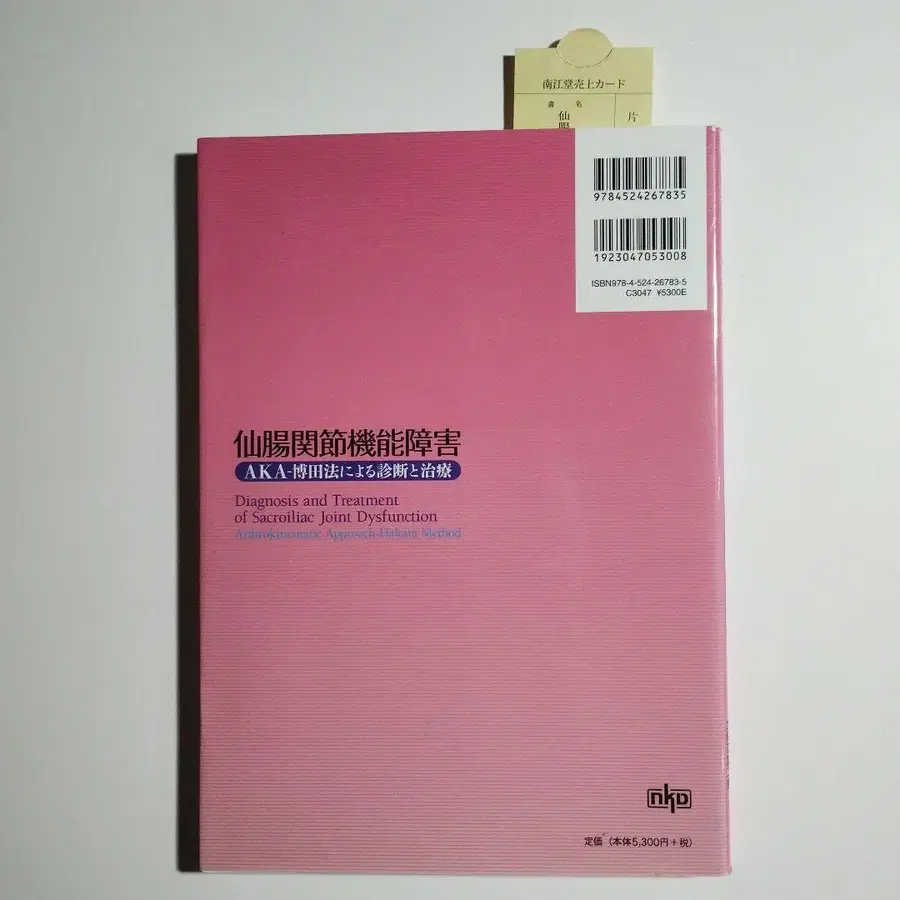 南江堂売上カード
書名
仙腸
片
9784524267835
1923047053008
ISBN978-4-524-26783-5
C3047 ¥5300E
仙腸関節機能障害
AKA-博田法による診断と治療
Diagnosis and Treatment
of Sacroiliac Joint Dysfunction
Arthrokinematic Approach-Hakata Method
nkd
定価（本体5,300円+税）